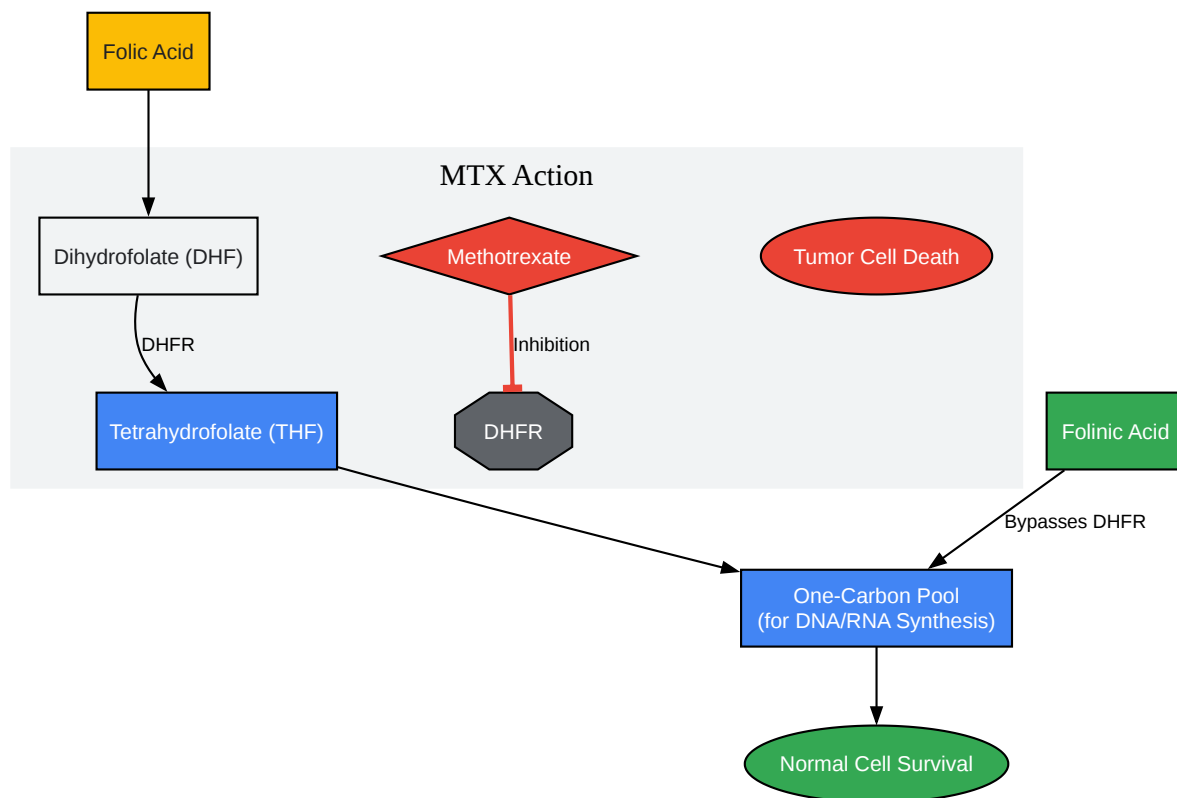 Folic Acid
MTX Action
Dihydrofolate (DHF)
Methotrexate
Tumor Cell Death
DHFR
Inhibition
Tetrahydrofolate (THF)
DHFR
Folinic Acid
Bypasses DHFR
One-Carbon Pool
(for DNA/RNA Synthesis)
Normal Cell Survival